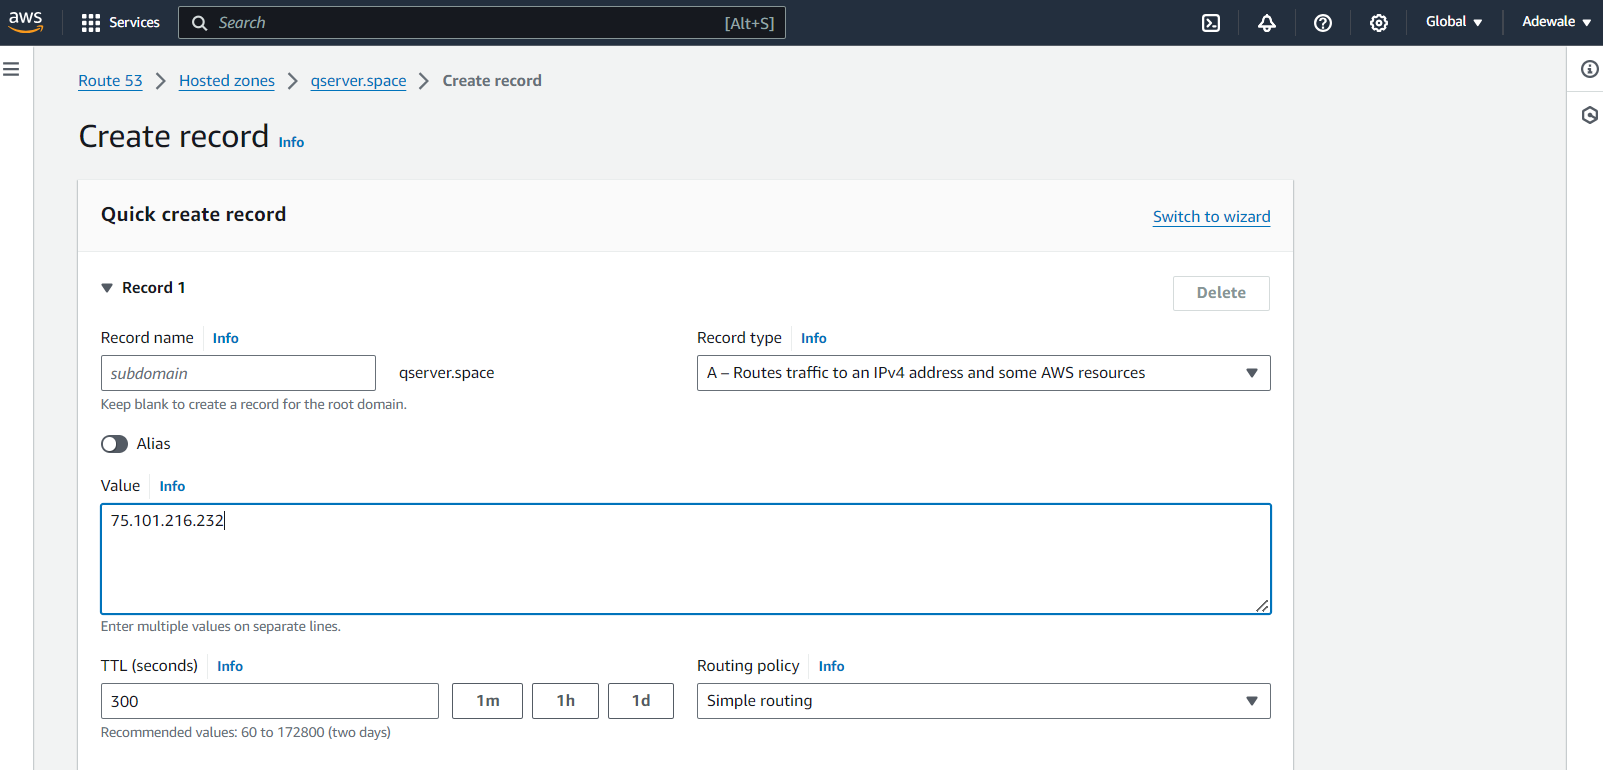 aws Services Search [Alt+S] Global Adewale
Route 53 Hosted zones qserver.space Create record
Create record Info
Quick create record Switch to wizard
Record 1 Delete
Record name Info Record type Info
subdomain qserver.space A – Routes traffic to an IPv4 address and some AWS resources
Keep blank to create a record for the root domain.
Alias
Value Info
75.101.216.232
Enter multiple values on separate lines.
TTL (seconds) Info Routing policy Info
300 1m 1h 1d Simple routing
Recommended values: 60 to 172800 (two days)